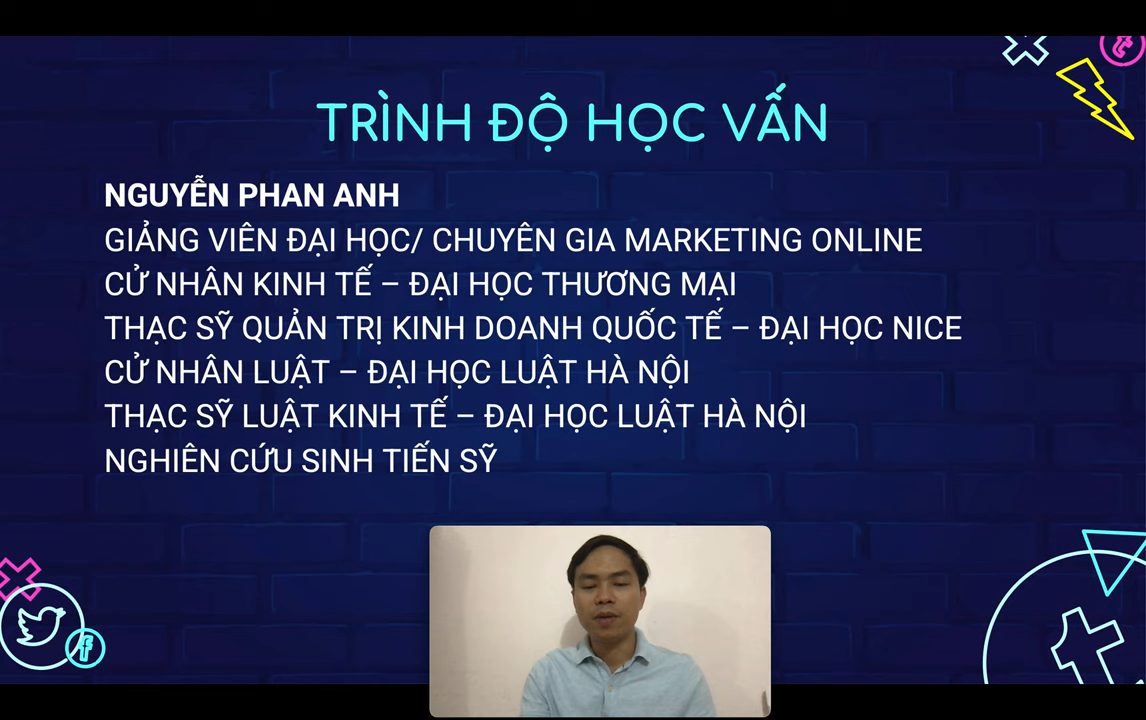 TRÌNH ĐỘ HỌC VẤN
NGUYỄN PHAN ANH
GIẢNG VIÊN ĐẠI HỌC/ CHUYÊN GIA MARKETING ONLINE
CỬ NHÂN KINH TẾ – ĐẠI HỌC THƯƠNG MẠI
THẠC SỸ QUẢN TRỊ KINH DOANH QUỐC TẾ – ĐẠI HỌC NICE
CỬ NHÂN LUẬT – ĐẠI HỌC LUẬT HÀ NỘI
THẠC SỸ LUẬT KINH TẾ – ĐẠI HỌC LUẬT HÀ NỘI
NGHIÊN CỨU SINH TIẾN SỸ